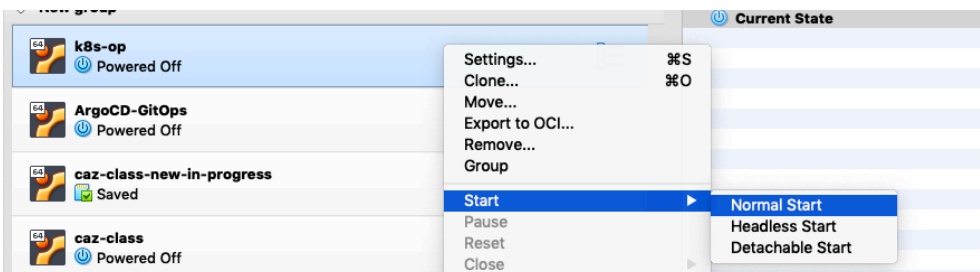 New group
Current State
64
k8s-op
Powered Off
64
ArgoCD-GitOps
Powered Off
64
caz-class-new-in-progress
Saved
64
caz-class
Powered Off
Settings... ⌘S
Clone... ⌘O
Move...
Export to OCI...
Remove...
Group
Start
Pause
Reset
Close
Normal Start
Headless Start
Detachable Start